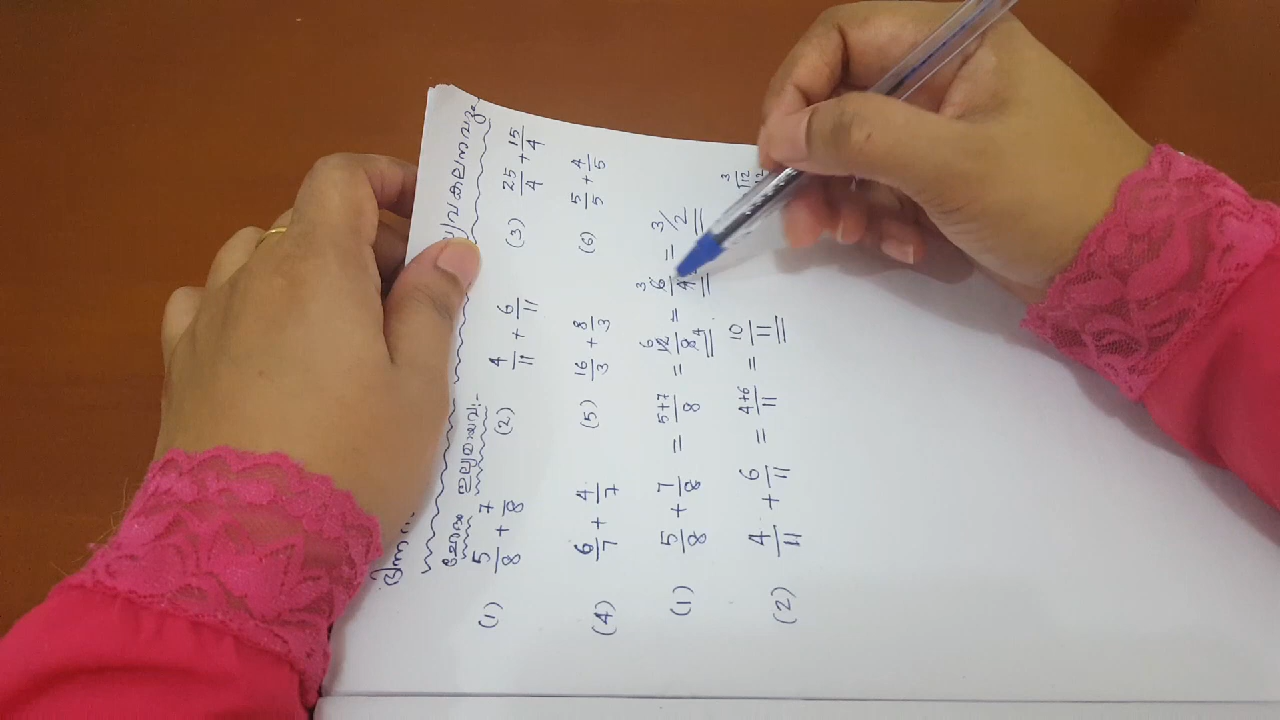 ഛേദം തുല്യമായവ:-
(1) 5/8 + 7/8 (2) 4/11 + 6/11 (3) 25/4 + 15/4
(4) 6/7 + 4/7 (5) 16/3 + 8/3 (6) 5/5 + 4/5
(1) 5/8 + 7/8 = 5+7/8 = 12/8 = 6/4 = 3/2
(2) 4/11 + 6/11 = 4+6/11 = 10/11